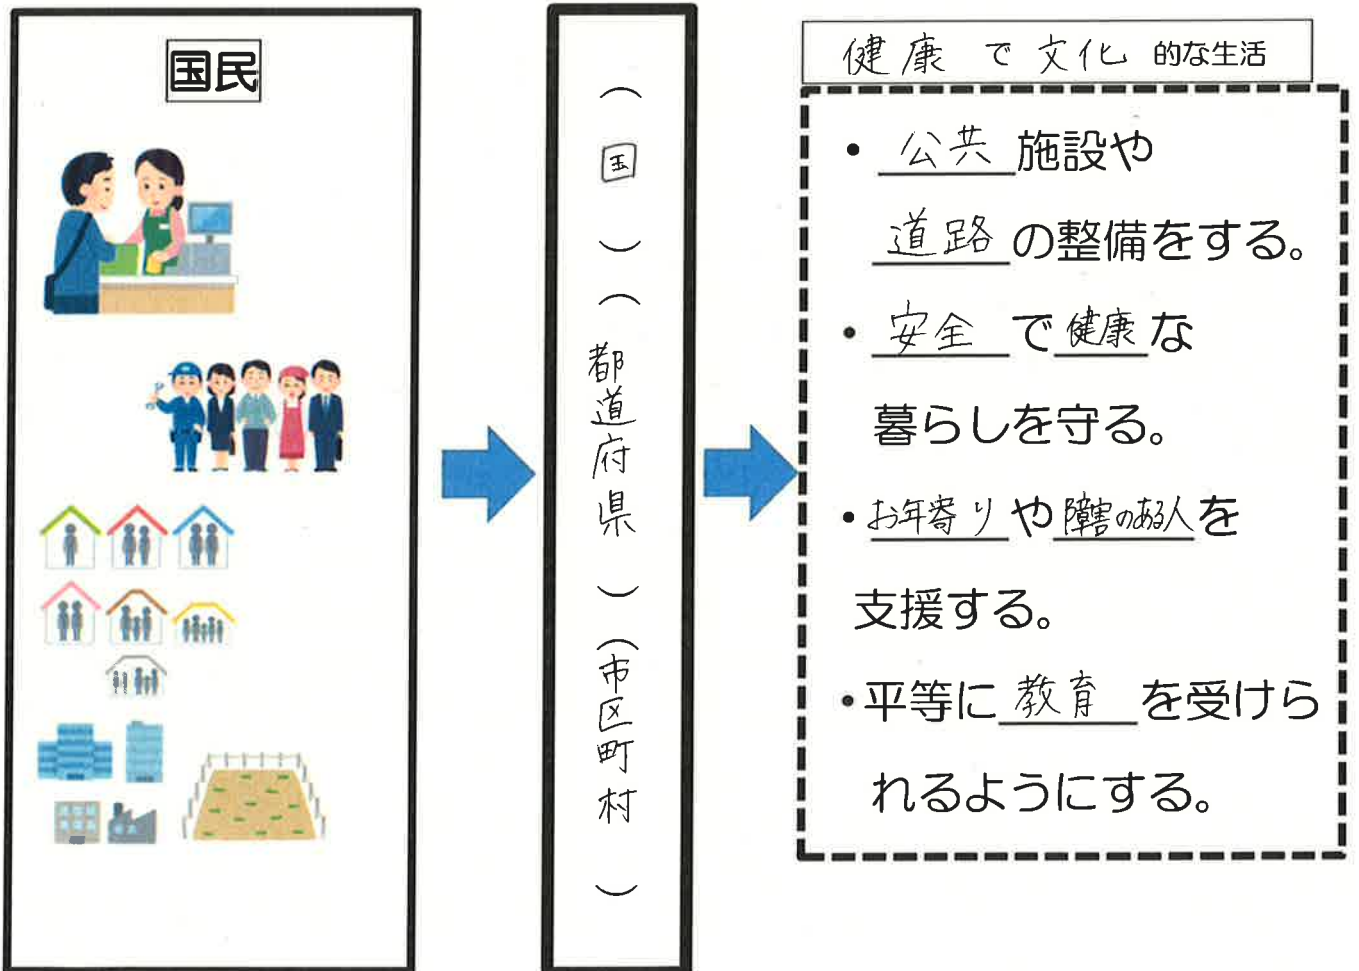 国民
(国)(都道府県)(市区町村)
健康で文化的な生活
・公共施設や
道路の整備をする。
・安全で健康な
暮らしを守る。
・お年寄りや障害のある人を
支援する。
・平等に教育を受けら
れるようにする。